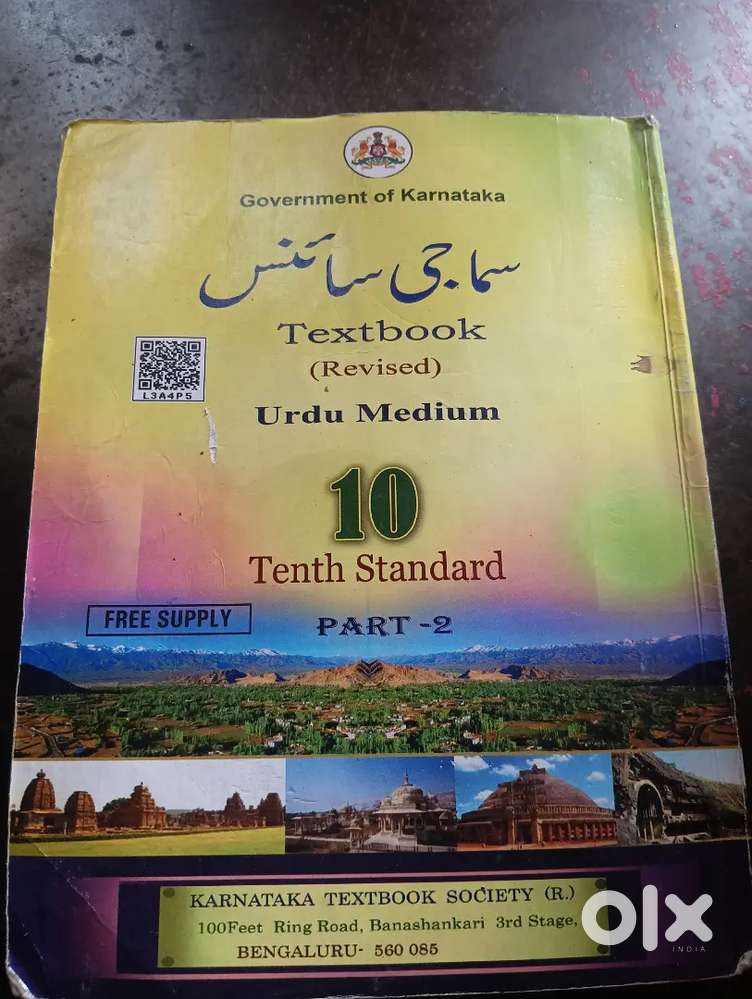 Government of Karnataka
سماجی سائنس
Textbook
(Revised)
L3A4P5
Urdu Medium
10
Tenth Standard
FREE SUPPLY
PART -2
KARNATAKA TEXTBOOK SOCIETY (R.)
100Feet Ring Road, Banashankari 3rd Stage,
BENGALURU- 560 085
olx
INDIA